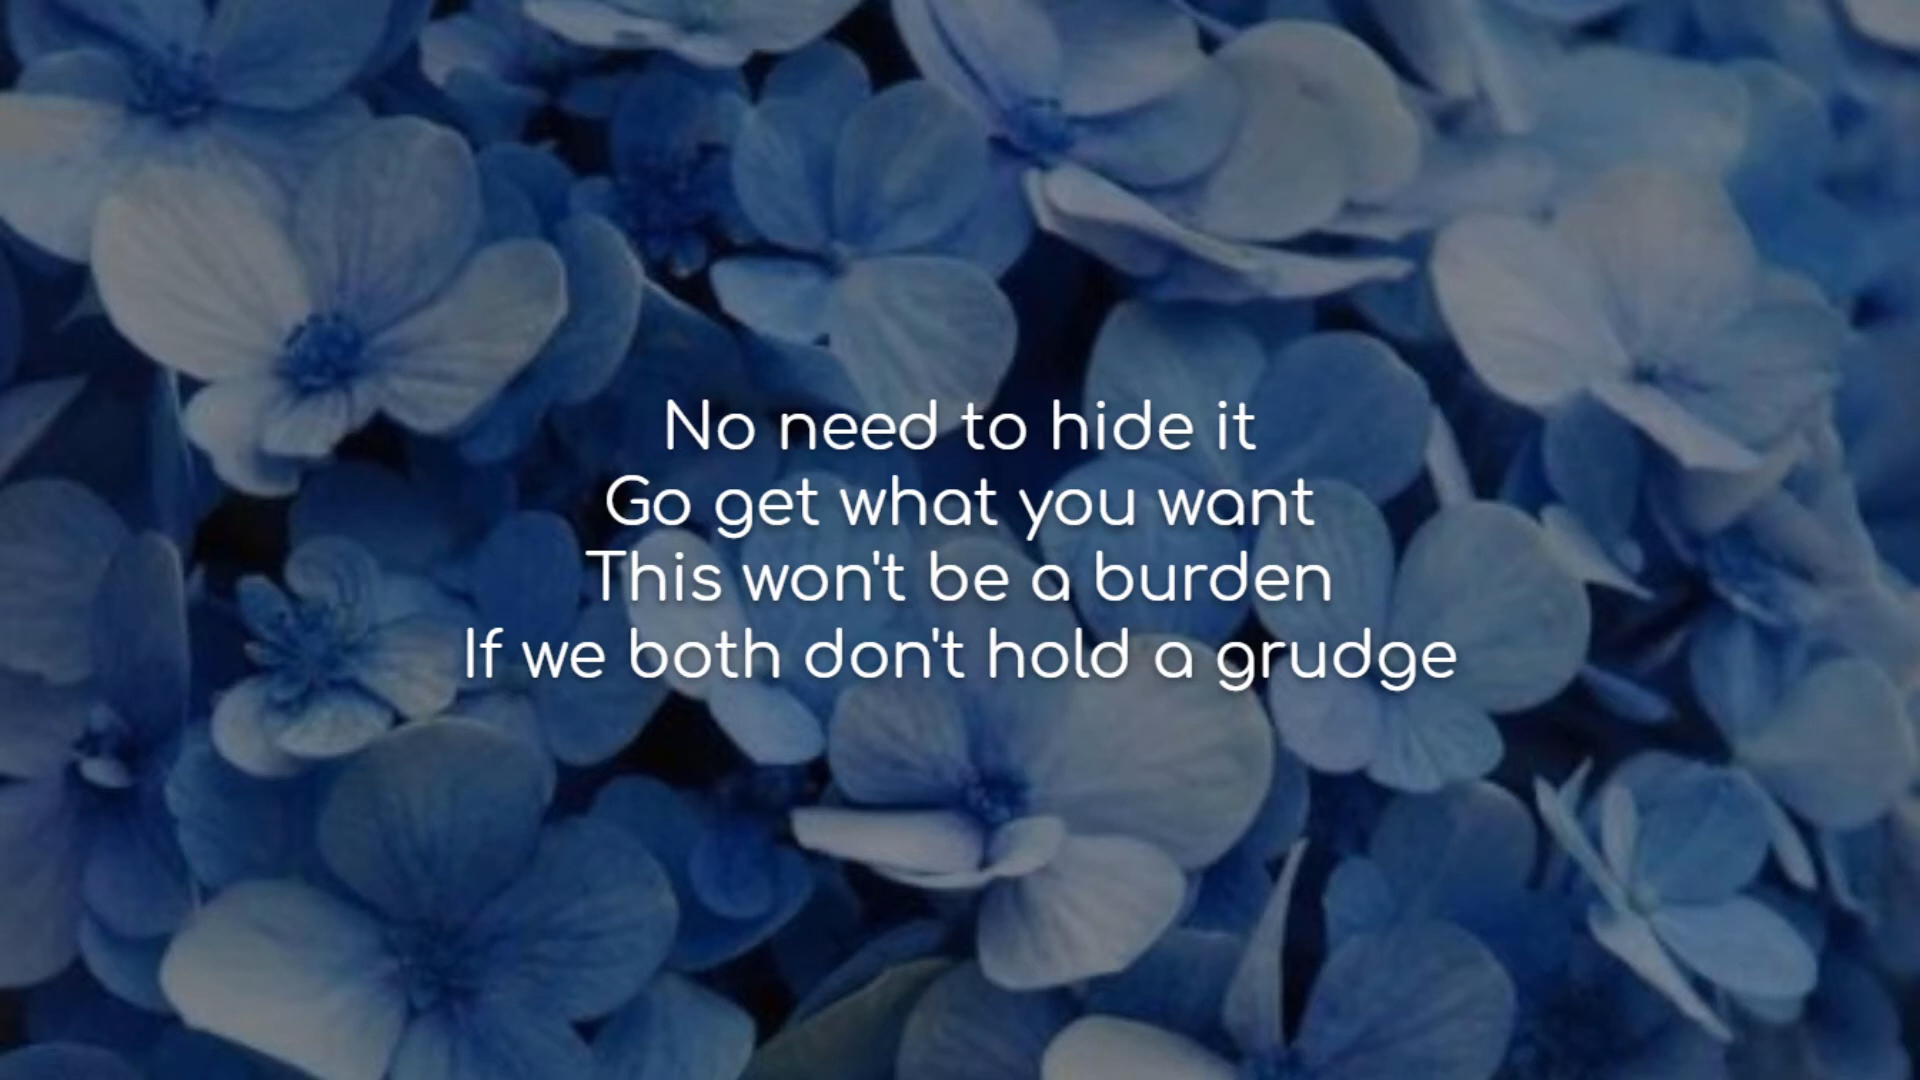 No need to hide it
Go get what you want
This won't be a burden
If we both don't hold a grudge